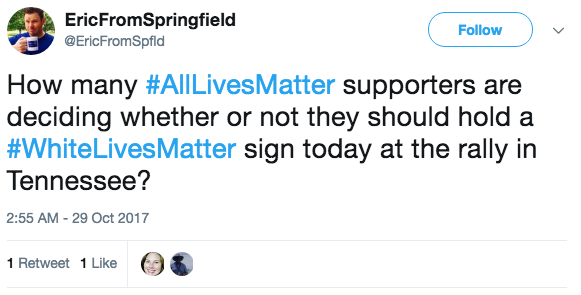 EricFromSpringfield
@EricFromSpfld
Follow
How many #AllLivesMatter supporters are
deciding whether or not they should hold a
#WhiteLivesMatter sign today at the rally in
Tennessee?
2:55 AM - 29 Oct 2017
1 Retweet 1 Like